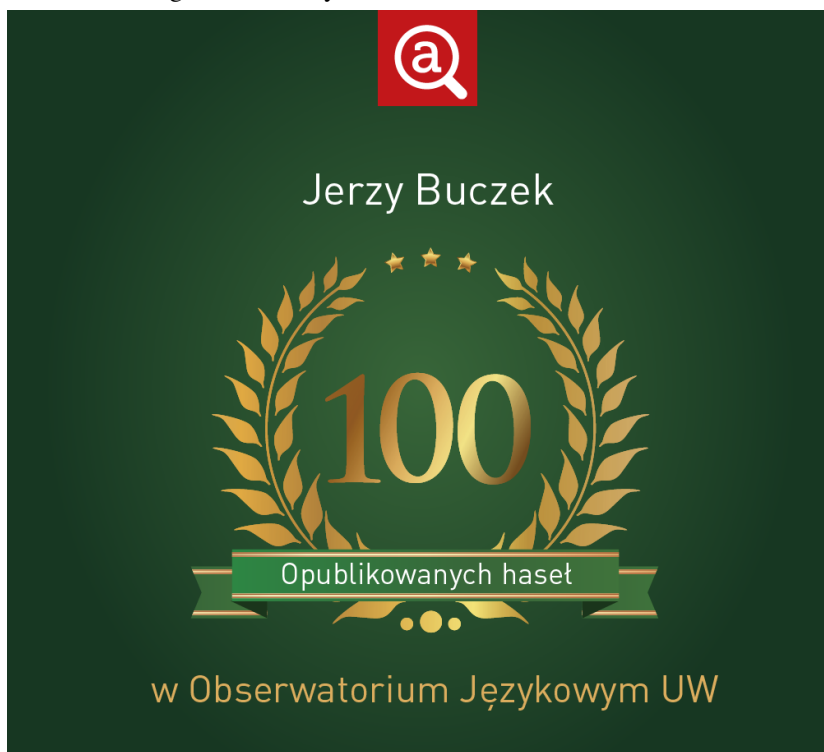 a
Jerzy Buczek
100
Opublikowanych haseł
w Obserwatorium Językowym UW